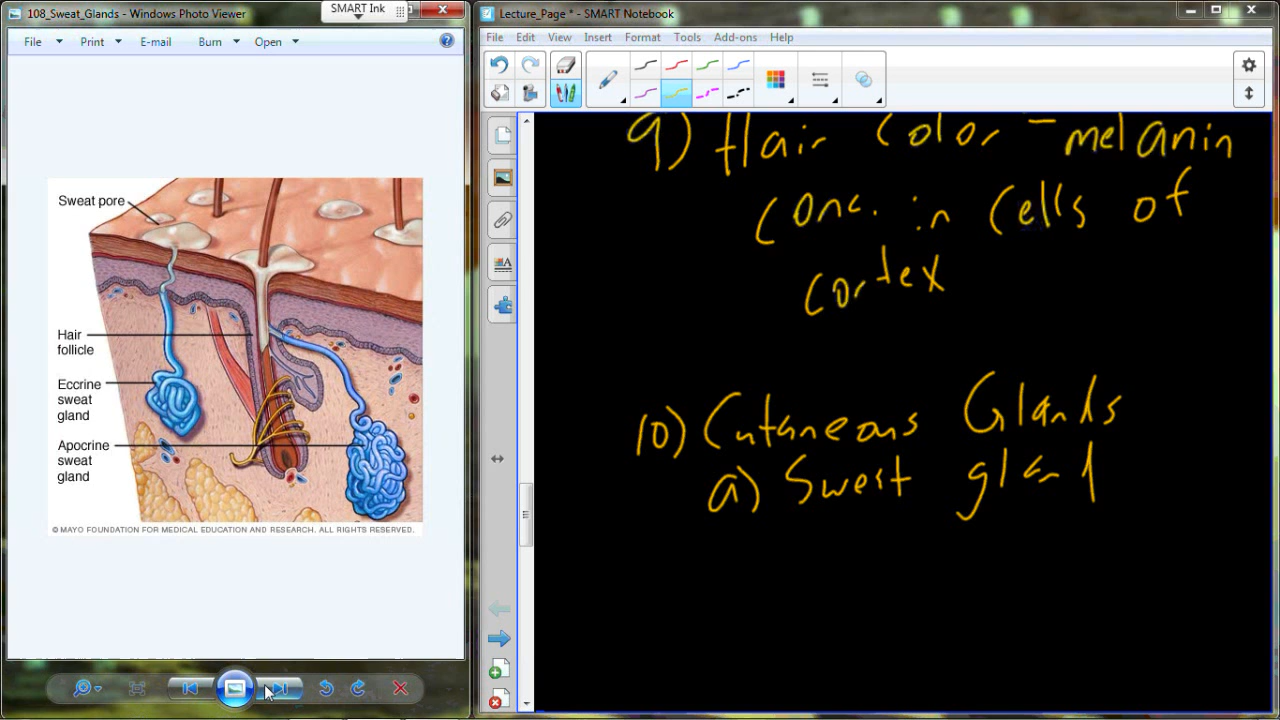 108_Sweat_Glands - Windows Photo Viewer
SMART Ink
File Print E-mail Burn Open
Sweat pore
Hair
follicle
Eccrine
sweat
gland
Apocrine
sweat
gland
© MAYO FOUNDATION FOR MEDICAL EDUCATION AND RESEARCH. ALL RIGHTS RESERVED.
Lecture_Page * - SMART Notebook
File Edit View Insert Format Tools Add-ons Help
9) Hair Color - melanin
conc. in cells of
cortex
10) Cutaneous Glands
a) Sweat gland